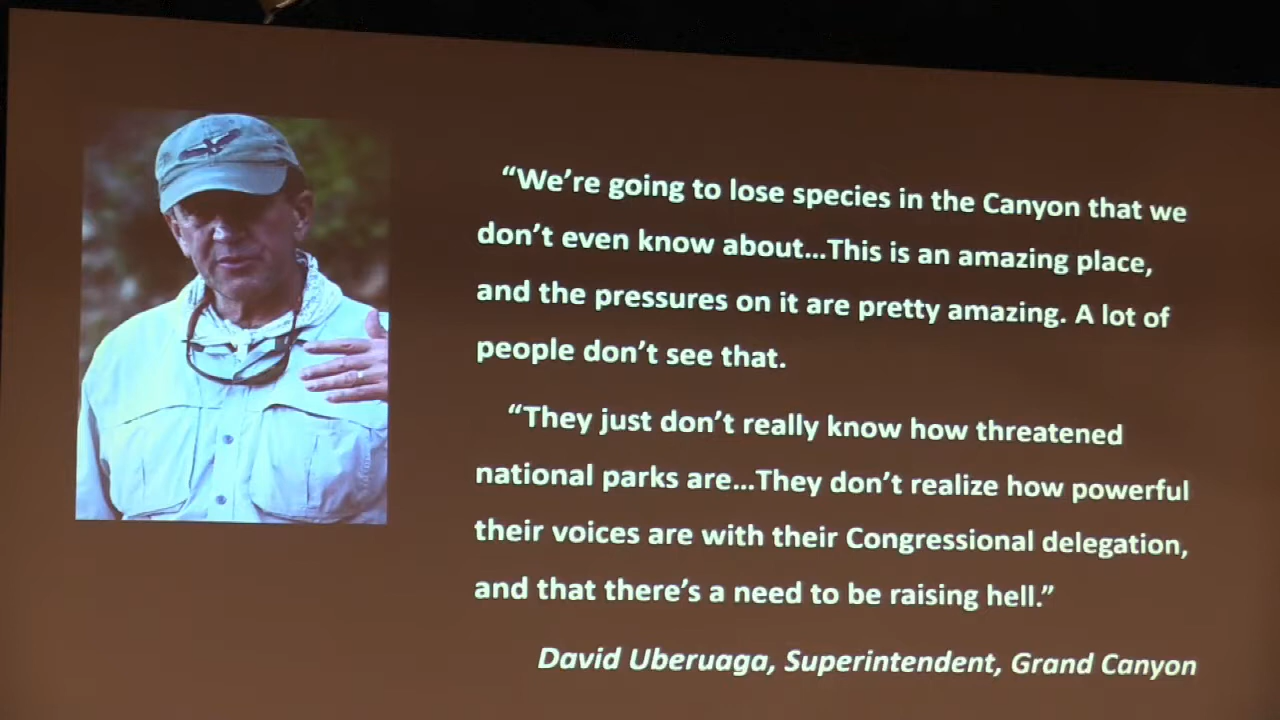 “We’re going to lose species in the Canyon that we
don’t even know about...This is an amazing place,
and the pressures on it are pretty amazing. A lot of
people don’t see that.
“They just don’t really know how threatened
national parks are...They don’t realize how powerful
their voices are with their Congressional delegation,
and that there’s a need to be raising hell.”
David Uberuaga, Superintendent, Grand Canyon